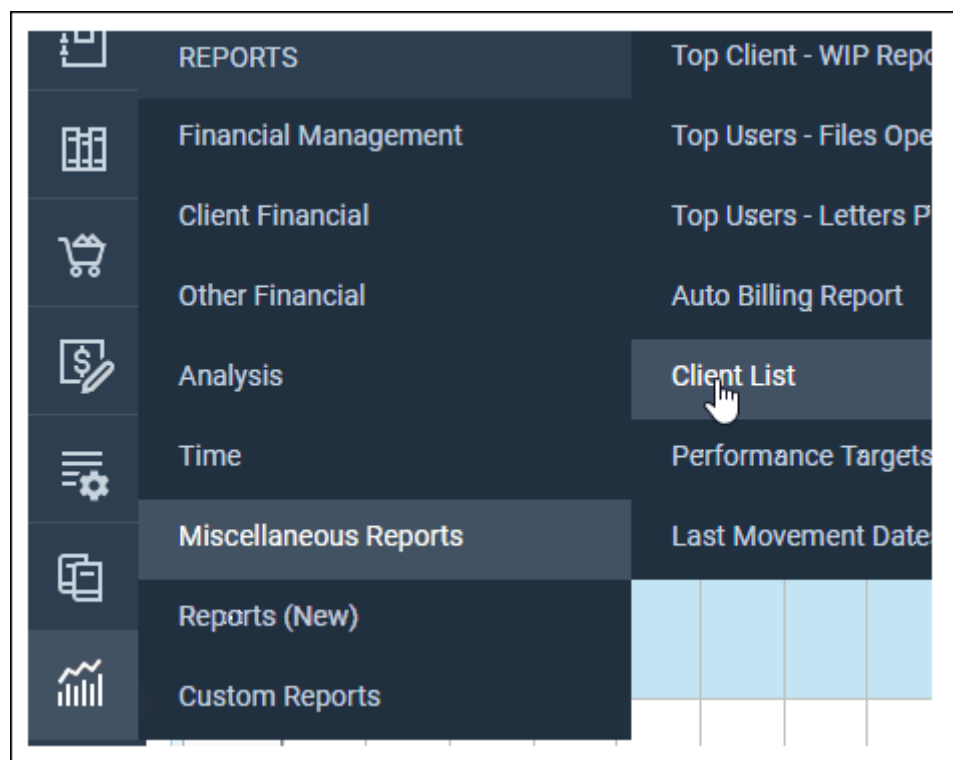 REPORTS
Financial Management
Client Financial
Other Financial
Analysis
Time
Miscellaneous Reports
Reports (New)
Custom Reports
Top Client - WIP
Top Users - Files
Top Users - Letters
Auto Billing Report
Client List
Performance Targets
Last Movement